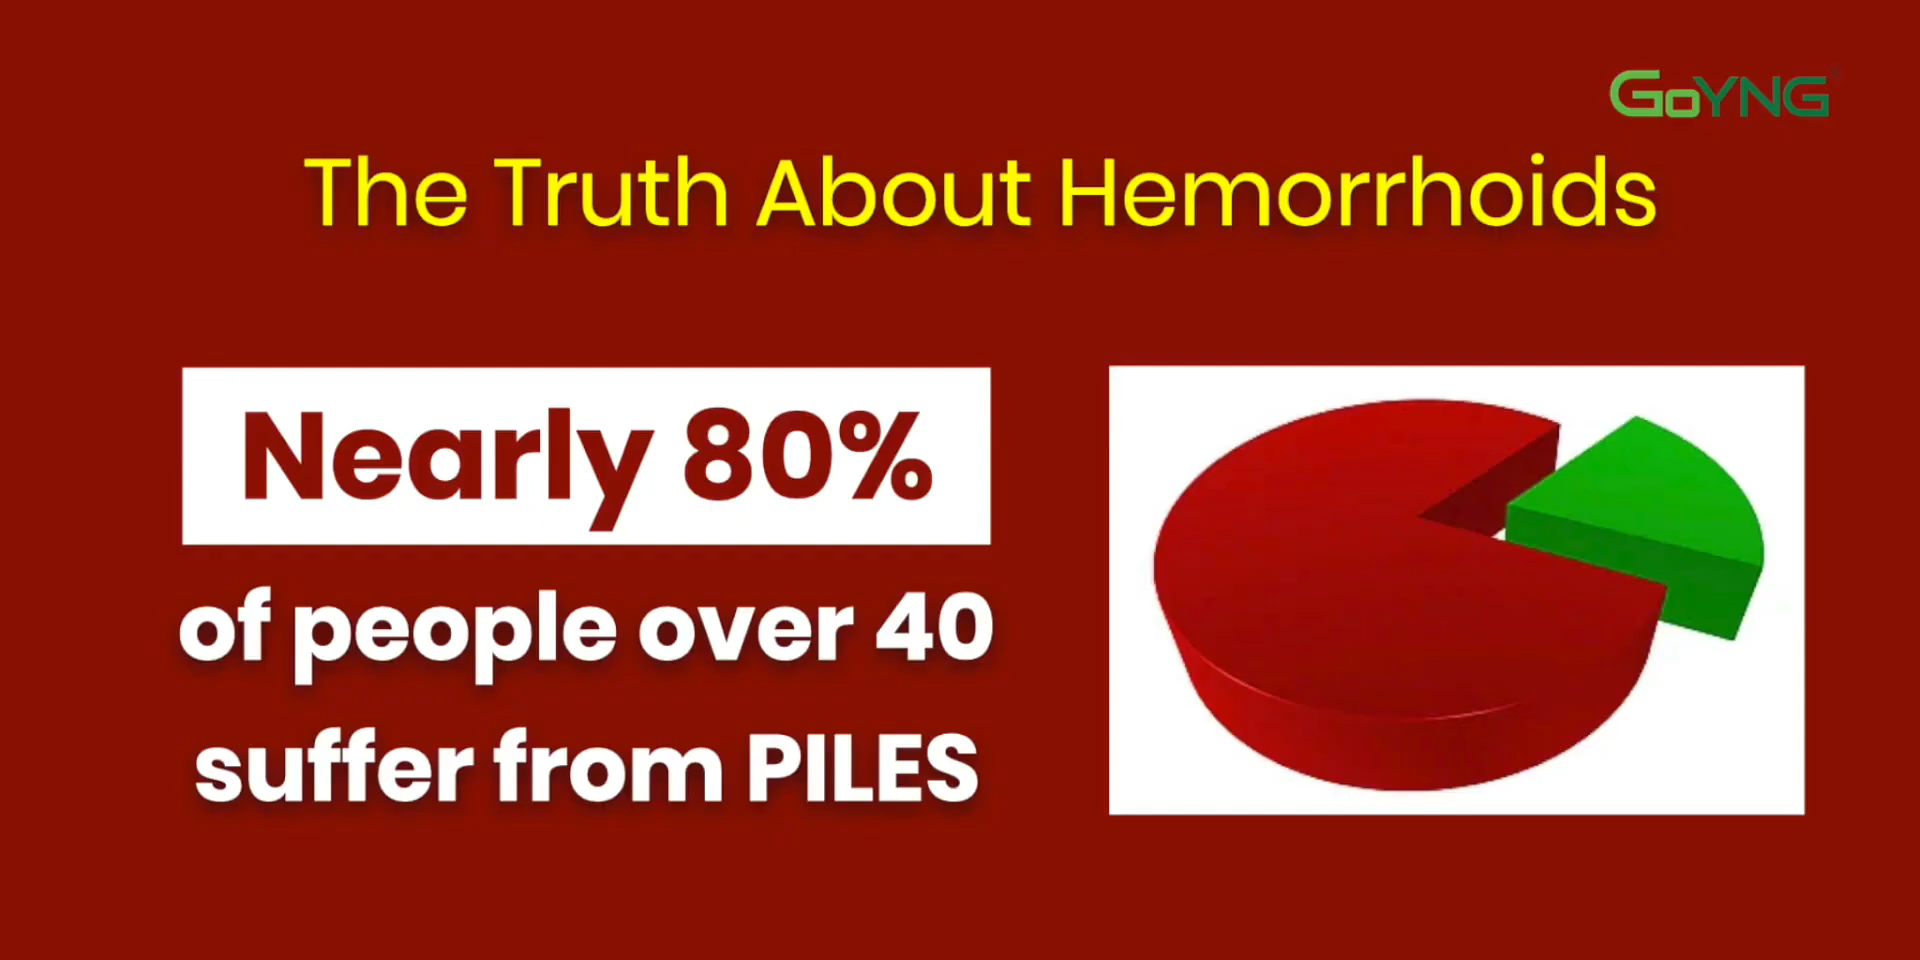 GoYNG
The Truth About Hemorrhoids
Nearly 80%
of people over 40
suffer from PILES